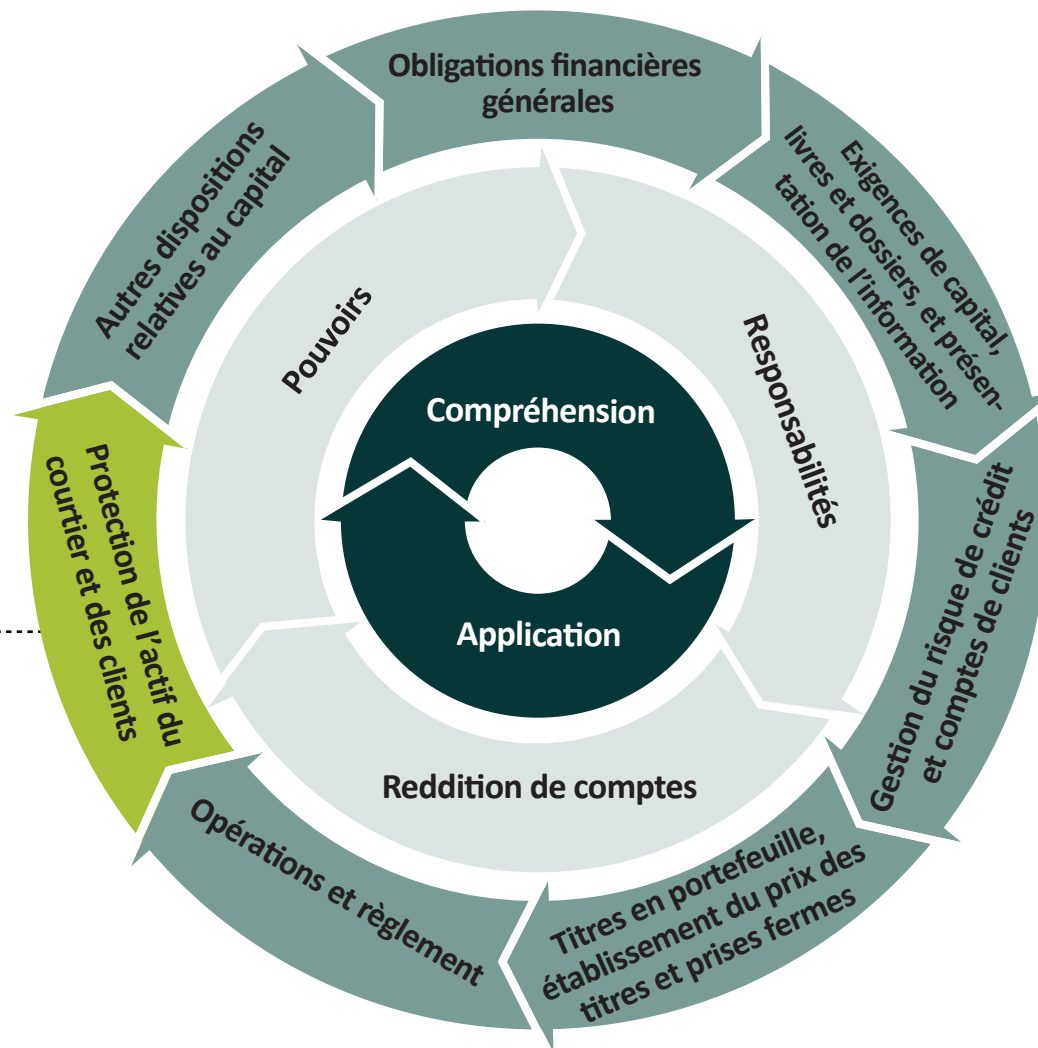 Obligations financières
générales
Exigences de capital,
livres et dossiers, et présen-
tation de l'information
Gestion du risque de crédit
et comptes de clients
Titres en portefeuille,
établissement du prix des
titres et prises fermes
Opérations et règlement
Protection de l'actif du
courtier et des clients
Autres dispositions
relatives au capital
Pouvoirs
Responsabilités
Reddition de comptes
Compréhension
Application